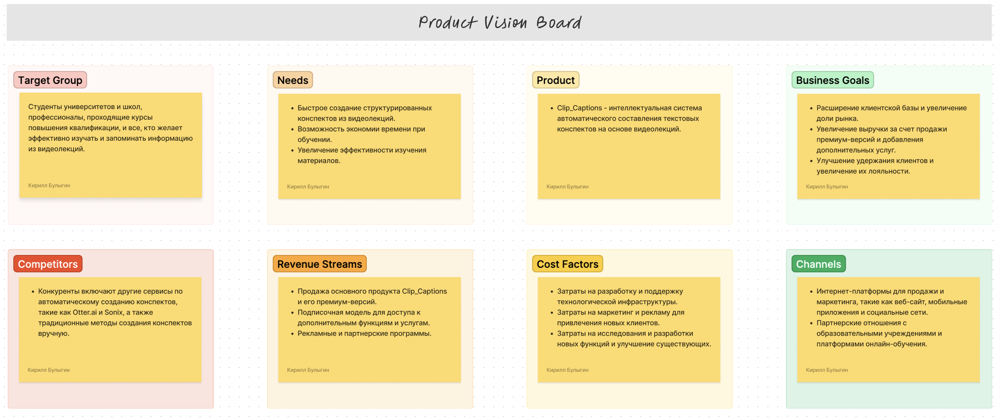 Product Vision Board
Target Group
Студенты университетов и школ,
профессионалы, проходящие курсы
повышения квалификации, и все, кто желает
эффективно изучать и запоминать информацию
из видеолекций.
Кирилл Булыгин
Needs
• Быстрое создание структурированных
конспектов из видеолекций.
• Возможность экономии времени при
обучении.
• Увеличение эффективности изучения
материалов.
Кирилл Булыгин
Product
• Clip_Captions - интеллектуальная система
автоматического составления текстовых
конспектов на основе видеолекций.
Кирилл Булыгин
Business Goals
• Расширение клиентской базы и увеличение
доли рынка.
• Увеличение выручки за счет продажи
премиум-версий и добавления
дополнительных услуг.
• Улучшение удержания клиентов и
увеличение их лояльности.
Кирилл Булыгин
Competitors
• Конкуренты включают другие сервисы по
автоматическому созданию конспектов,
такие как Otter.ai и Sonix, а также
традиционные методы создания конспектов
вручную.
Кирилл Булыгин
Revenue Streams
• Продажа основного продукта Clip_Captions
и его премиум-версий.
• Подписочная модель для доступа к
дополнительным функциям и услугам.
• Рекламные и партнерские программы.
Кирилл Булыгин
Cost Factors
• Затраты на разработку и поддержку
технологической инфраструктуры.
• Затраты на маркетинг и рекламу для
привлечения новых клиентов.
• Затраты на исследования и разработки
новых функций и улучшение существующих.
Кирилл Булыгин
Channels
• Интернет-платформы для продажи и
маркетинга, такие как веб-сайт, мобильные
приложения и социальные сети.
• Партнерские отношения с
образовательными учреждениями и
платформами онлайн-обучения.
Кирилл Булыгин